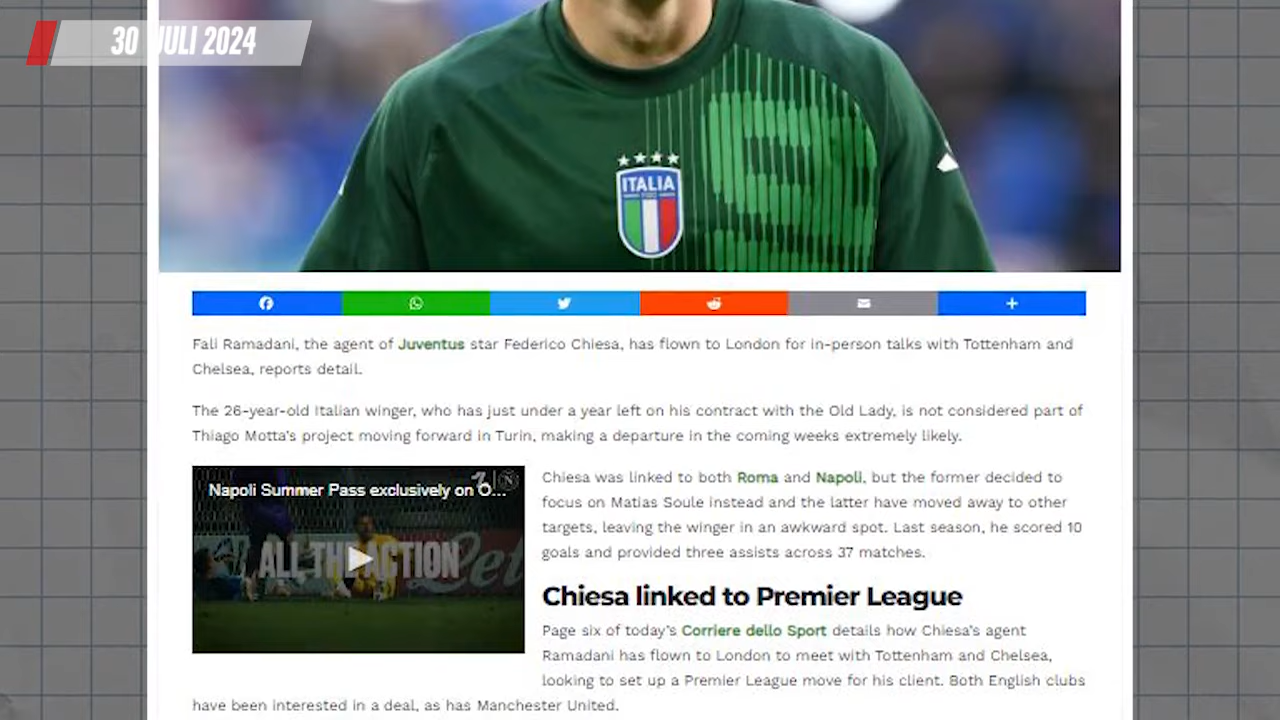 30 JULI 2024
ITALIA
Fali Ramadani, the agent of Juventus star Federico Chiesa, has flown to London for in-person talks with Tottenham and
Chelsea, reports detail.
The 26-year-old Italian winger, who has just under a year left on his contract with the Old Lady, is not considered part of
Thiago Motta's project moving forward in Turin, making a departure in the coming weeks extremely likely.
Napoli Summer Pass exclusively on O...
ALL THE ACTION
Chiesa was linked to both Roma and Napoli, but the former decided to
focus on Matias Soule instead and the latter have moved away to other
targets, leaving the winger in an awkward spot. Last season, he scored 10
goals and provided three assists across 37 matches.
Chiesa linked to Premier League
Page six of today's Corriere dello Sport details how Chiesa's agent
Ramadani has flown to London to meet with Tottenham and Chelsea,
looking to set up a Premier League move for his client. Both English clubs
have been interested in a deal, as has Manchester United.